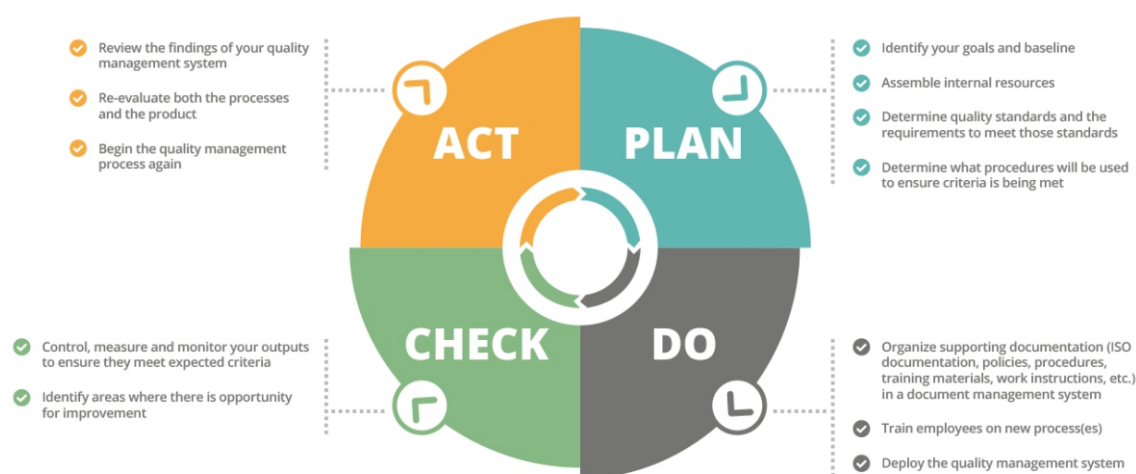 Review the findings of your quality
management system
Re-evaluate both the processes
and the product
Begin the quality management
process again
ACT
PLAN
Identify your goals and baseline
Assemble internal resources
Determine quality standards and the
requirements to meet those standards
Determine what procedures will be used
to ensure criteria is being met
Control, measure and monitor your outputs
to ensure they meet expected criteria
Identify areas where there is opportunity
for improvement
CHECK
DO
Organize supporting documentation (ISO
documentation, policies, procedures,
training materials, work instructions, etc.)
in a document management system
Train employees on new process(es)
Deploy the quality management system